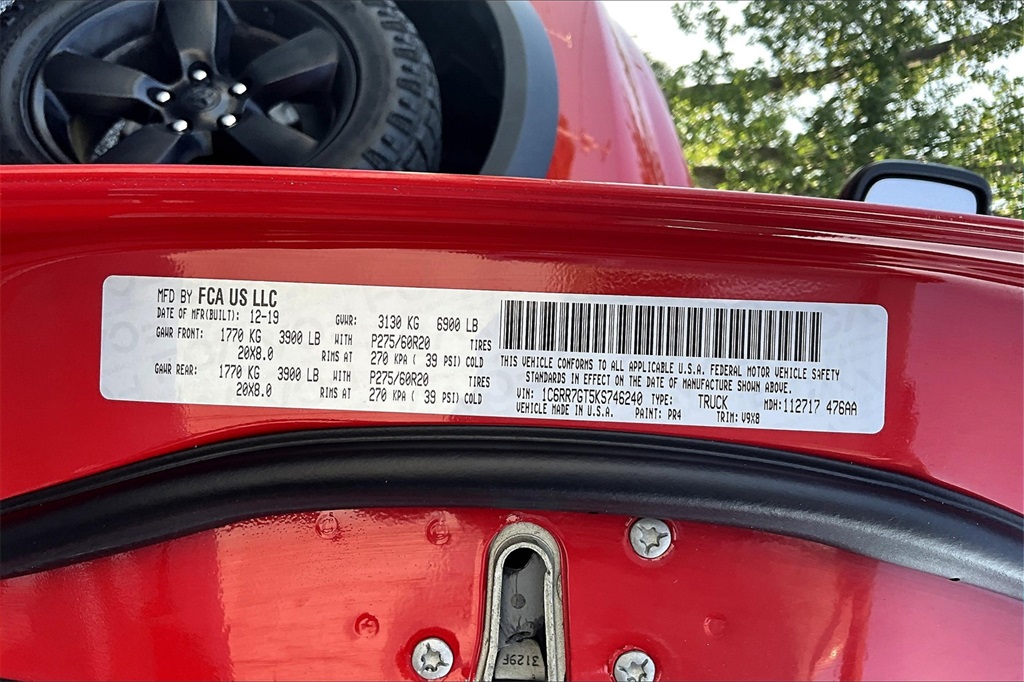 MFD BY FCA US LLC
DATE OF MFR(BUILT): 12-19 GVWR: 3130 KG 6900 LB
GAWR FRONT: 1770 KG 3900 LB WITH P275/60R20 TIRES
20X8.0 RIMS AT 270 KPA ( 39 PSI) COLD
GAWR REAR: 1770 KG 3900 LB WITH P275/60R20 TIRES
20X8.0 RIMS AT 270 KPA ( 39 PSI) COLD
THIS VEHICLE CONFORMS TO ALL APPLICABLE U.S.A. FEDERAL MOTOR VEHICLE SAFETY
STANDARDS IN EFFECT ON THE DATE OF MANUFACTURE SHOWN ABOVE.
VIN: 1C6RR7GT5KS746240 TYPE: TRUCK MDH:112717 476AA
VEHICLE MADE IN U.S.A. PAINT: PR4 TRIM: V9X8
3129F